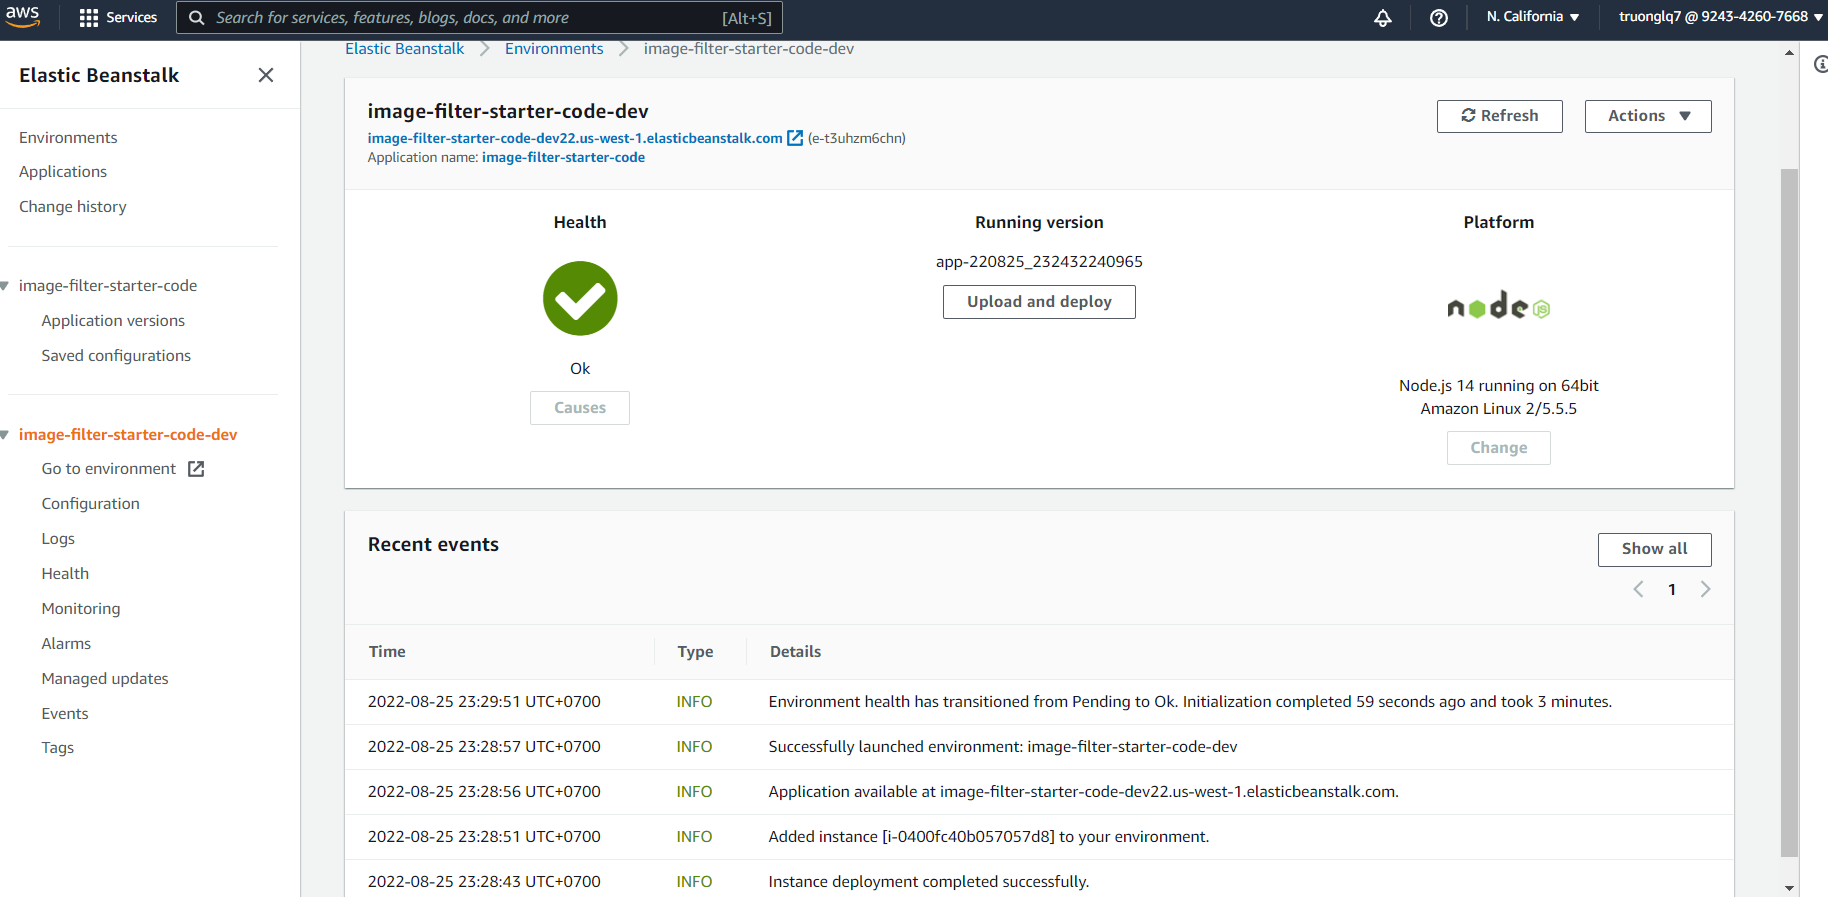 aws
Services
Search for services, features, blogs, docs, and more
[Alt+S]
N. California
truonglq7 @ 9243-4260-7668
Elastic Beanstalk
Environments
Applications
Change history
image-filter-starter-code
Application versions
Saved configurations
image-filter-starter-code-dev
Go to environment
Configuration
Logs
Health
Monitoring
Alarms
Managed updates
Events
Tags
Elastic Beanstalk
Environments
image-filter-starter-code-dev
image-filter-starter-code-dev
image-filter-starter-code-dev22.us-west-1.elasticbeanstalk.com (e-t3uhzm6chn)
Application name: image-filter-starter-code
Refresh
Actions
Health
Ok
Causes
Running version
app-220825_232432240965
Upload and deploy
Platform
node JS
Node.js 14 running on 64bit
Amazon Linux 2/5.5.5
Change
Recent events
Show all
1
Time Type Details
2022-08-25 23:29:51 UTC+0700 INFO Environment health has transitioned from Pending to Ok. Initialization completed 59 seconds ago and took 3 minutes.
2022-08-25 23:28:57 UTC+0700 INFO Successfully launched environment: image-filter-starter-code-dev
2022-08-25 23:28:56 UTC+0700 INFO Application available at image-filter-starter-code-dev22.us-west-1.elasticbeanstalk.com.
2022-08-25 23:28:51 UTC+0700 INFO Added instance [i-0400fc40b057057d8] to your environment.
2022-08-25 23:28:43 UTC+0700 INFO Instance deployment completed successfully.